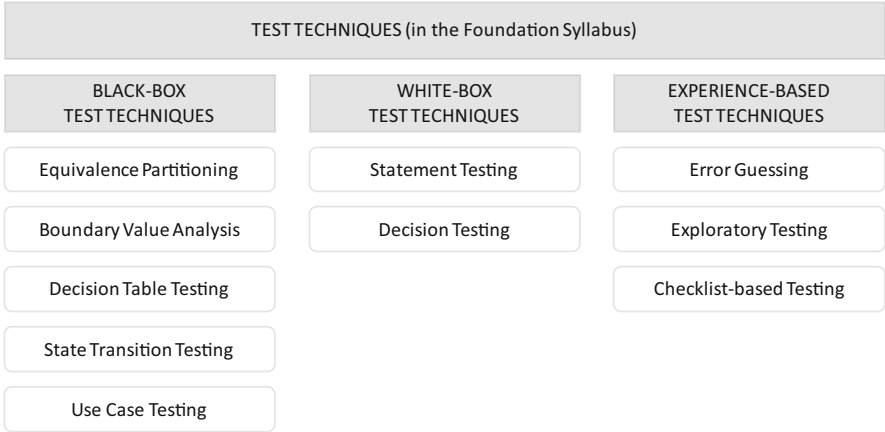 TEST TECHNIQUES (in the Foundation Syllabus)
BLACK-BOX
TEST TECHNIQUES
Equivalence Partitioning
Boundary Value Analysis
Decision Table Testing
State Transition Testing
Use Case Testing
WHITE-BOX
TEST TECHNIQUES
Statement Testing
Decision Testing
EXPERIENCE-BASED
TEST TECHNIQUES
Error Guessing
Exploratory Testing
Checklist-based Testing